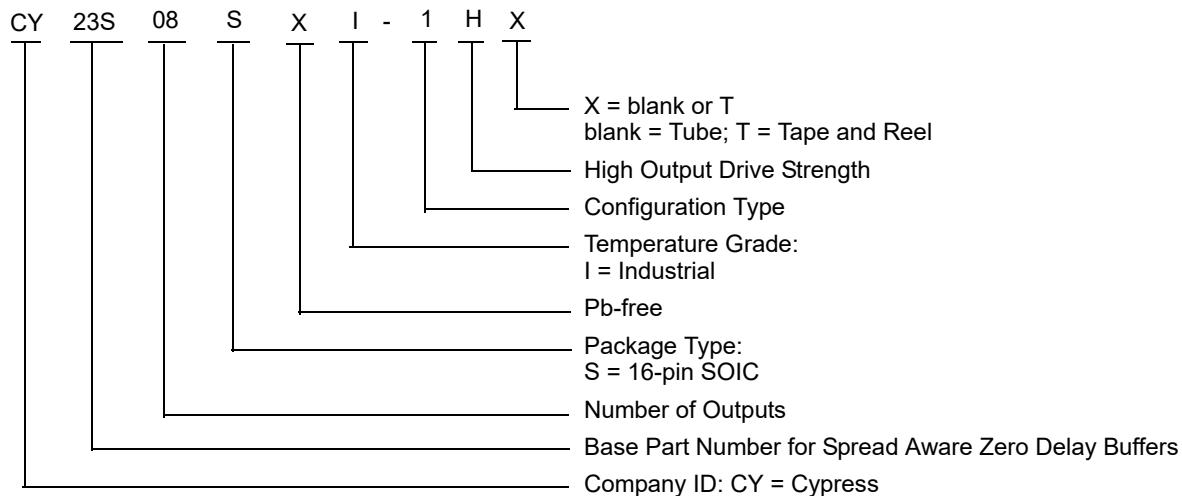 CY 23S 08 S X I - 1 H X
X = blank or T
blank = Tube; T = Tape and Reel
High Output Drive Strength
Configuration Type
Temperature Grade:
I = Industrial
Pb-free
Package Type:
S = 16-pin SOIC
Number of Outputs
Base Part Number for Spread Aware Zero Delay Buffers
Company ID: CY = Cypress